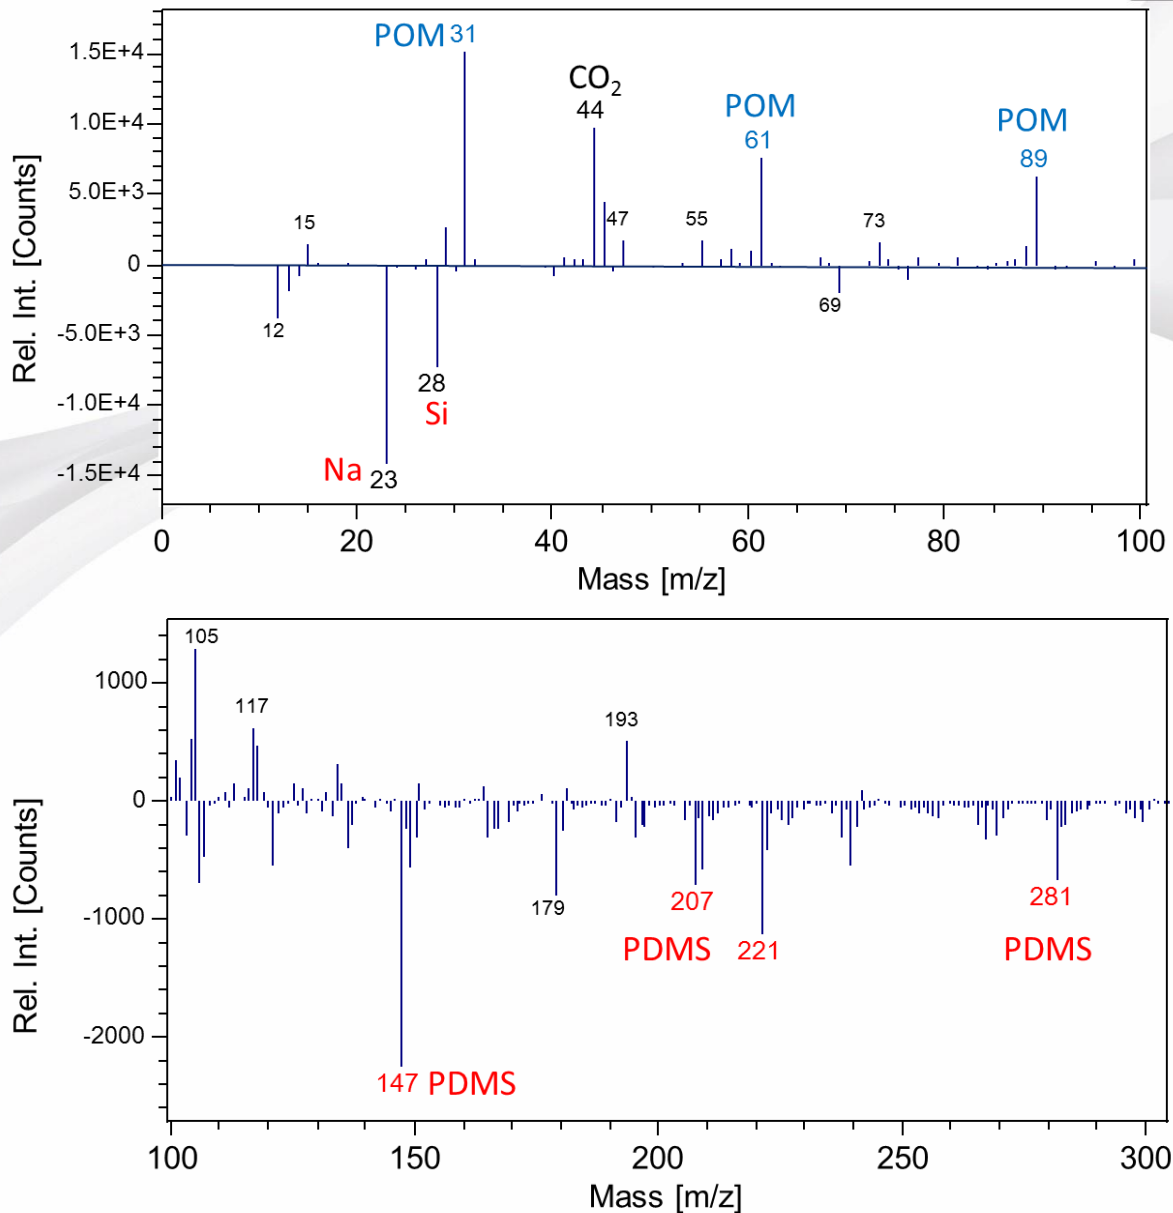 POM 31
1.5E+4
CO2
44
POM
61
POM
89
1.0E+4
5.0E+3
15
47
55
73
0
12
69
-5.0E+3
28
Si
-1.0E+4
Na 23
-1.5E+4
Rel. Int. [Counts]
0 20 40 60 80 100
Mass [m/z]
105
1000
117
193
0
179
207
281
-1000
PDMS 221 PDMS
-2000
147 PDMS
Rel. Int. [Counts]
100 150 200 250 300
Mass [m/z]